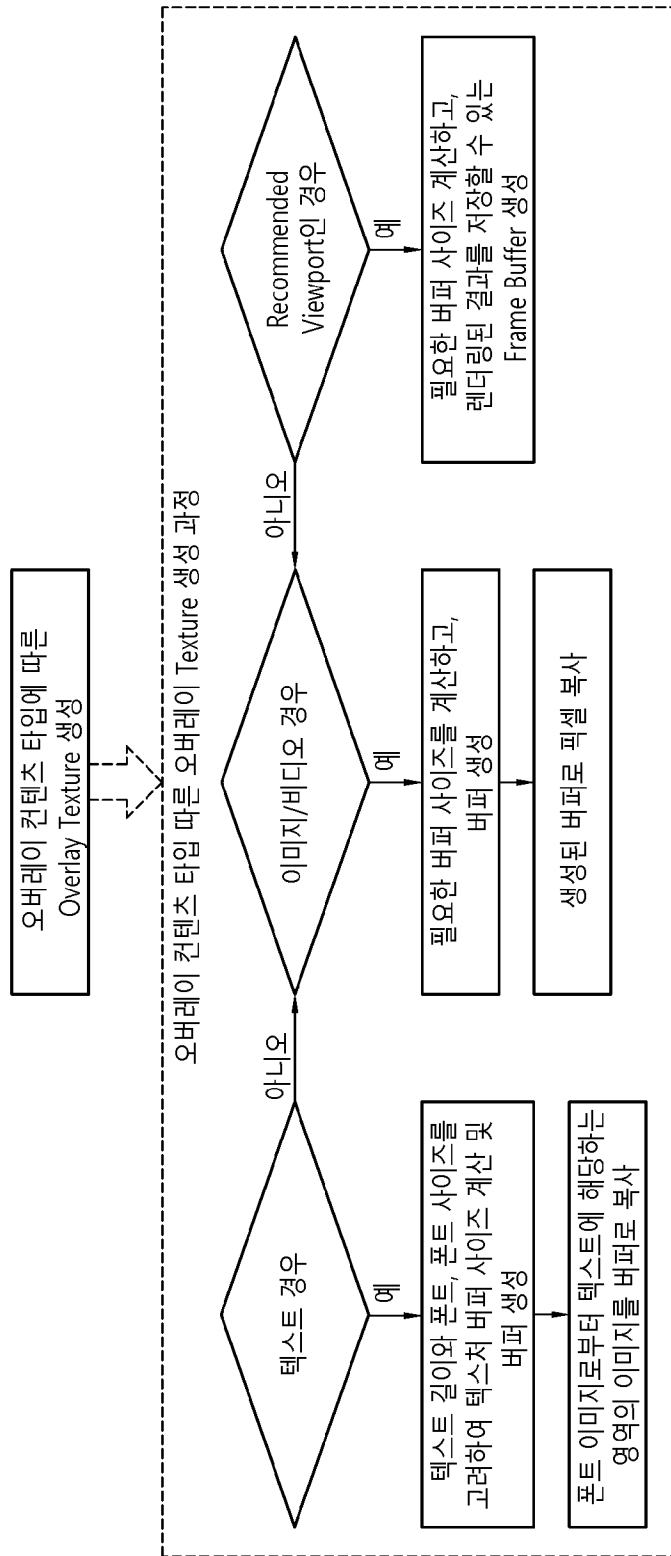 오버레이 컨텐츠 타입에 따른
Overlay Texture 생성
오버레이 컨텐츠 타입 따른 오버레이 Texture 생성 과정
텍스트 경우
아니오
예
텍스트 길이와 폰트, 폰트 사이즈를
고려하여 텍스처 버퍼 사이즈 계산 및
버퍼 생성
폰트 이미지로부터 텍스트에 해당하는
영역의 이미지를 버퍼로 복사
이미지/비디오 경우
예
필요한 버퍼 사이즈를 계산하고,
버퍼 생성
생성된 버퍼로 픽셀 복사
아니오
Recommended
Viewport인 경우
예
필요한 버퍼 사이즈 계산하고,
렌더링된 결과를 저장할 수 있는
Frame Buffer 생성